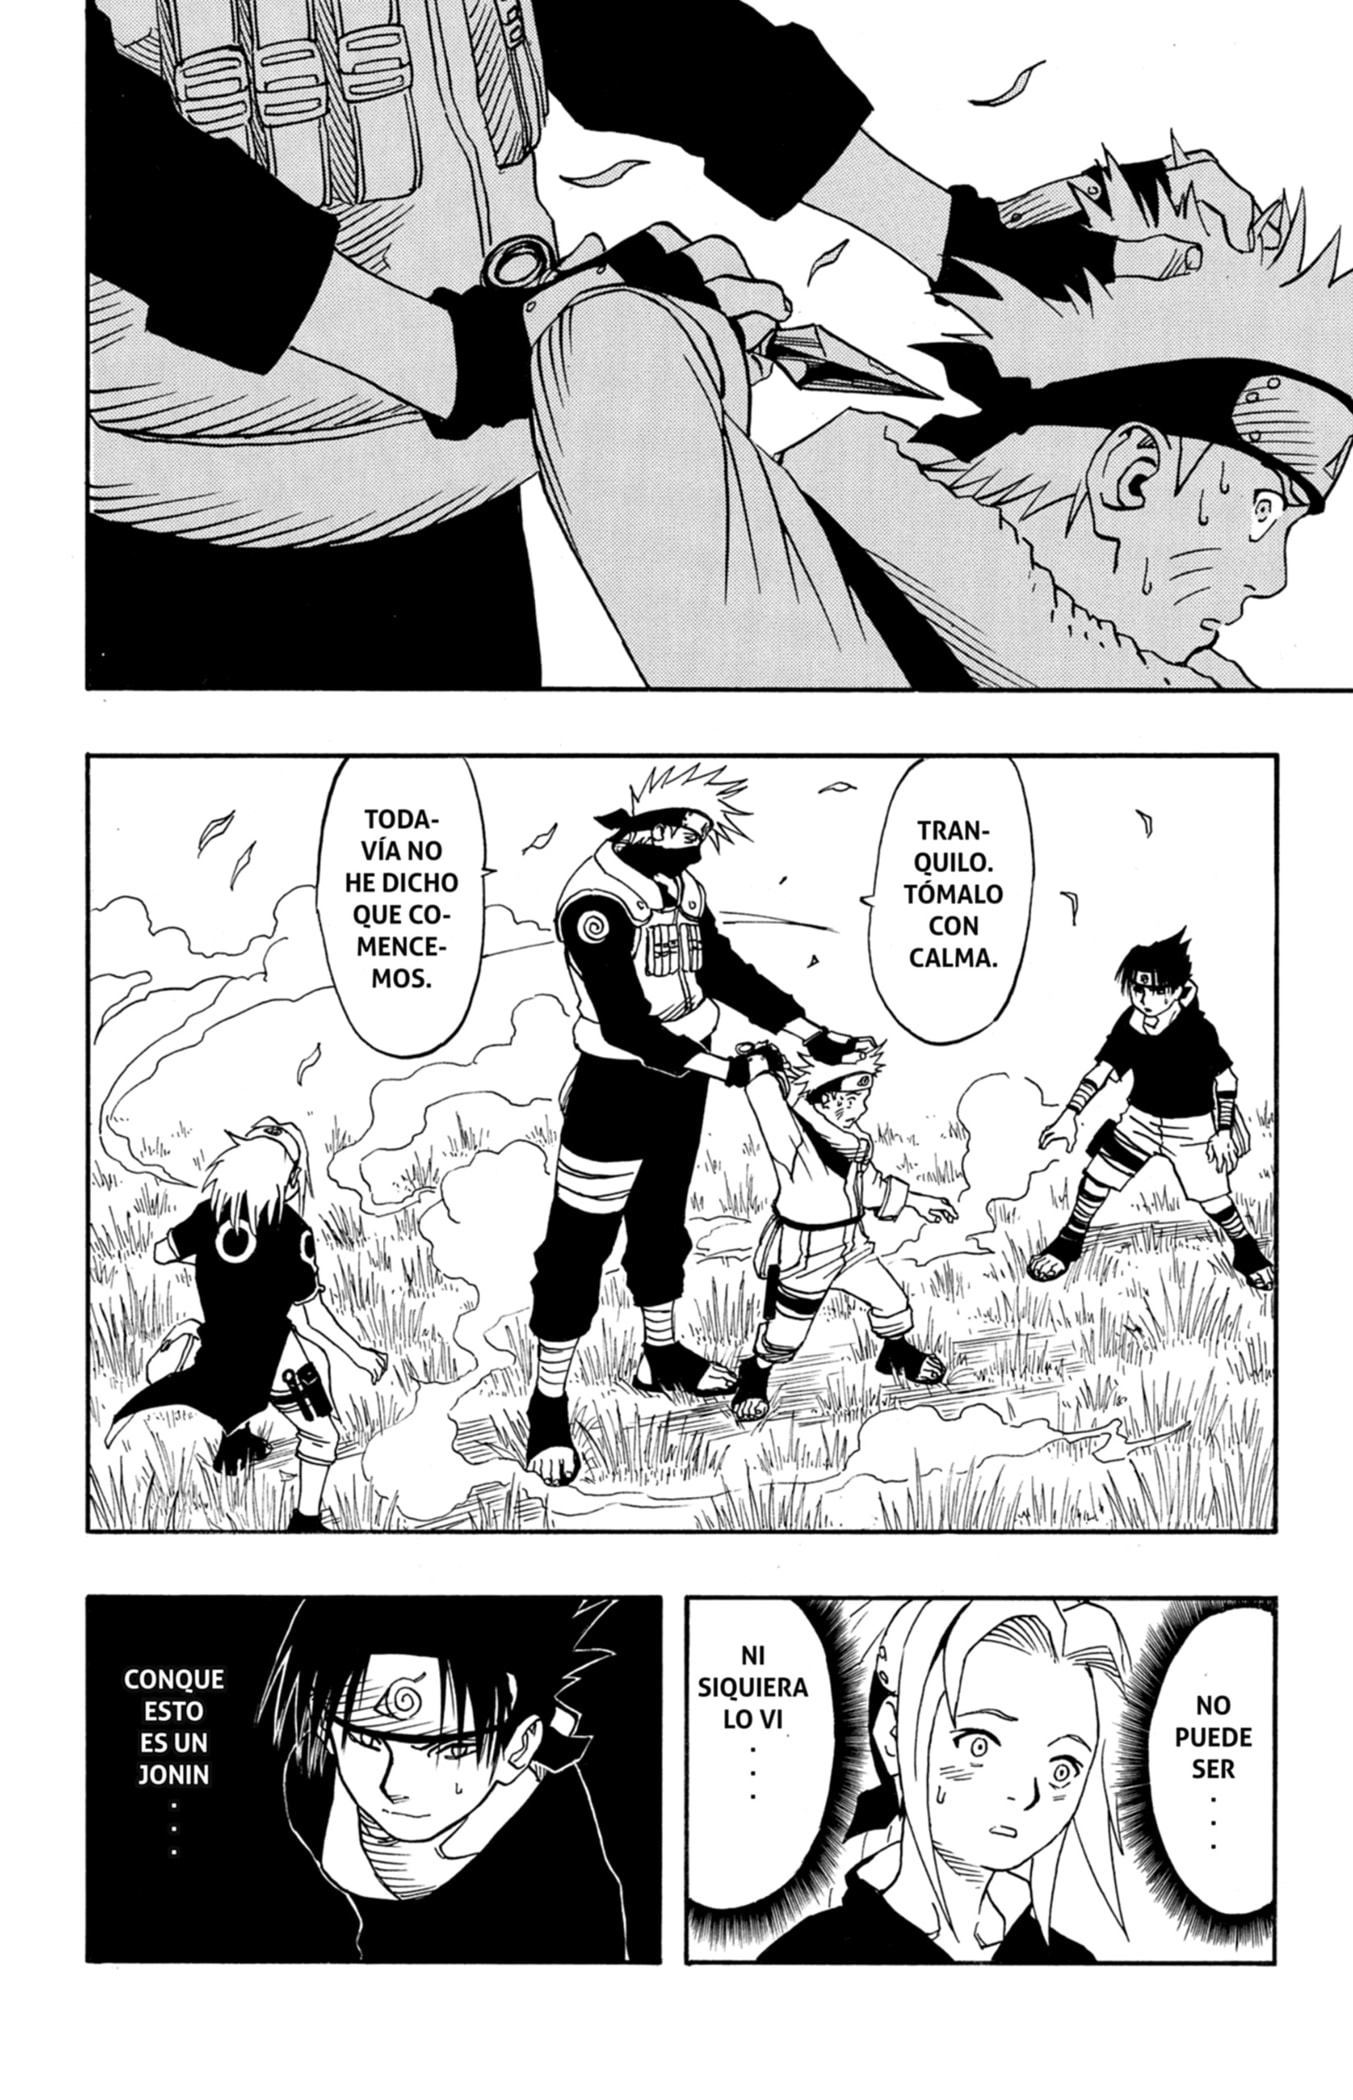 TRAN-
QUILO.
TÓMALO
CON
CALMA.
TODA-
VÍA NO
HE DICHO
QUE CO-
MENCE-
MOS.
NO
PUEDE
SER
.
.
.
NI
SIQUIERA
LO VI
.
.
.
CONQUE
ESTO
ES UN
JONIN
.
.
.